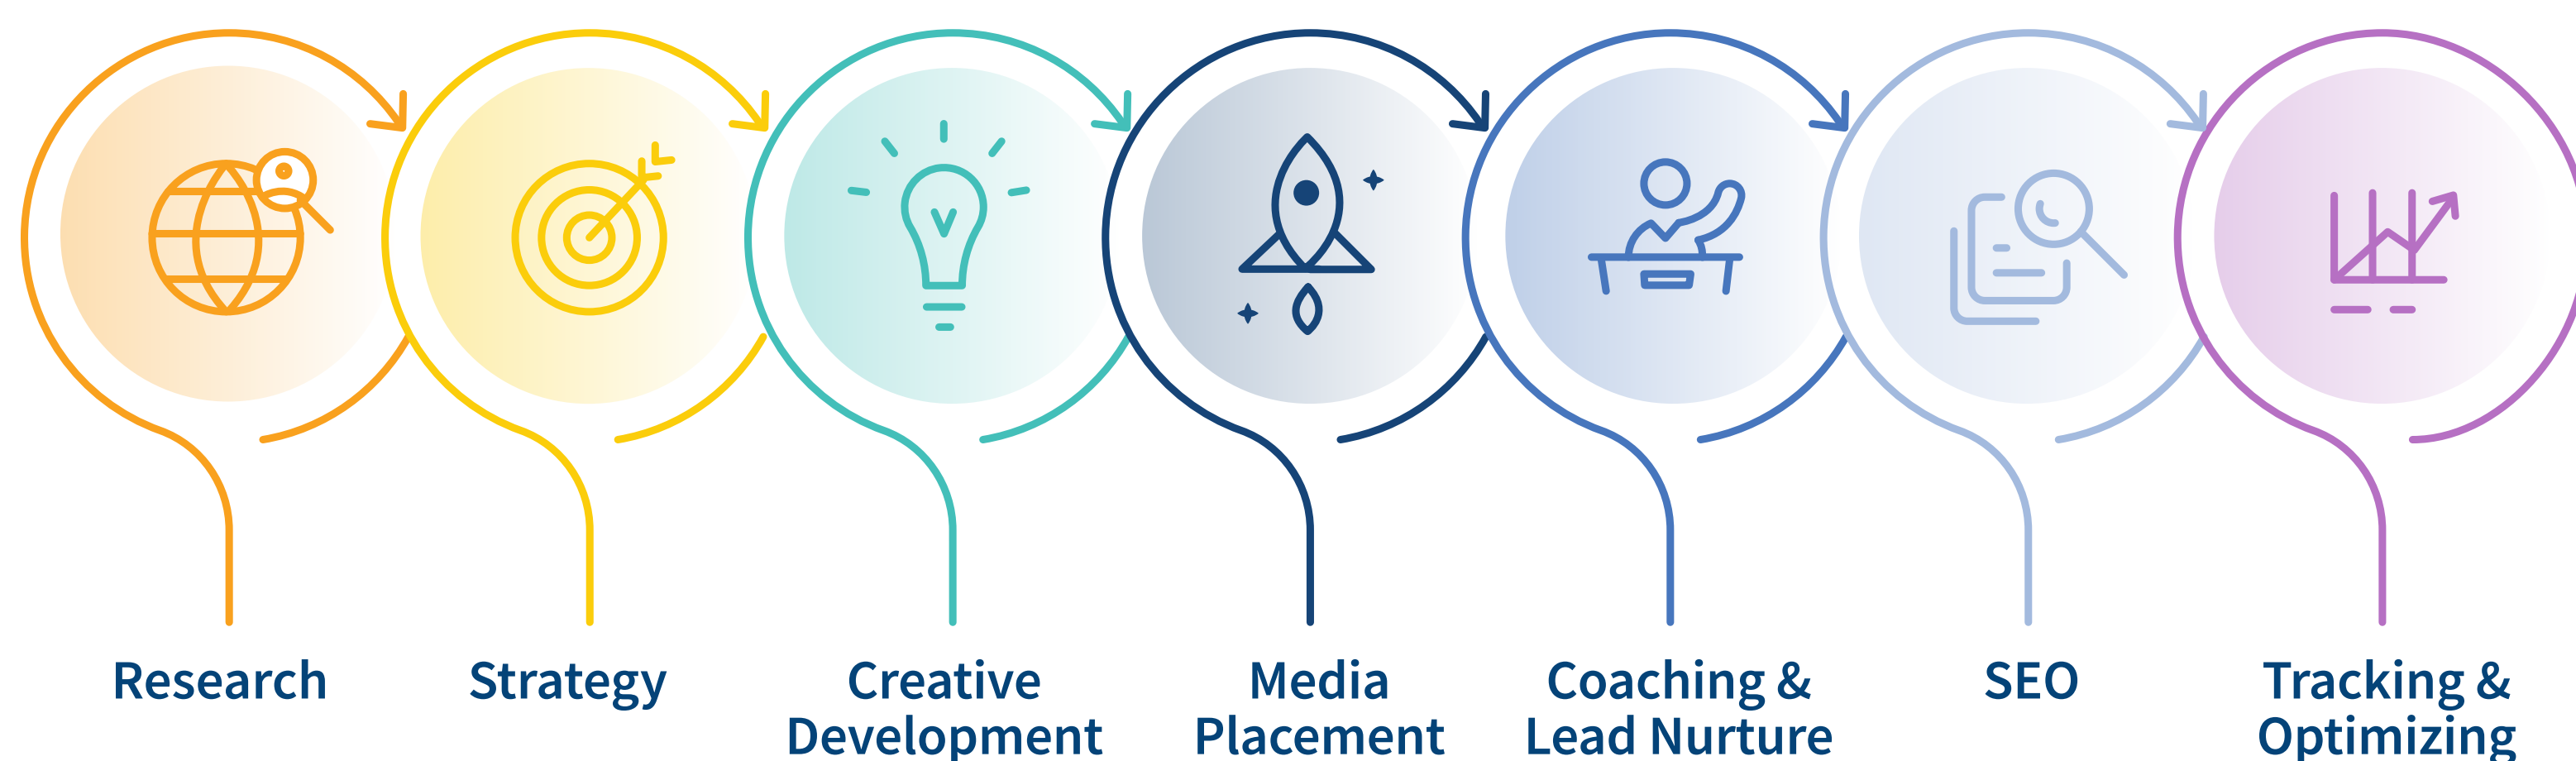 Research
Strategy
Creative
Development
Media
Placement
Coaching &
Lead Nurture
SEO
Tracking &
Optimizing